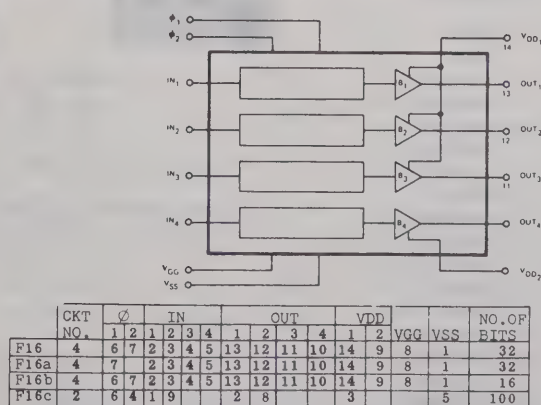 ϕ1
ϕ2
VDD1
14
IN1
B1
OUT1
13
IN2
B2
OUT2
12
IN3
B3
OUT3
11
IN4
B4
OUT4
VGG
VSS
VDD2
CKT NO. Ø IN OUT VDD VGG VSS NO.OF BITS
1 2 1 2 3 4 1 2 3 4 1 2
F16 4 6 7 2 3 4 5 13 12 11 10 14 9 8 1 32
F16a 4 7 2 3 4 5 13 12 11 10 14 9 8 1 32
F16b 4 6 7 2 3 4 5 13 12 11 10 14 9 8 1 16
F16c 2 6 4 1 9 2 8 3 5 100